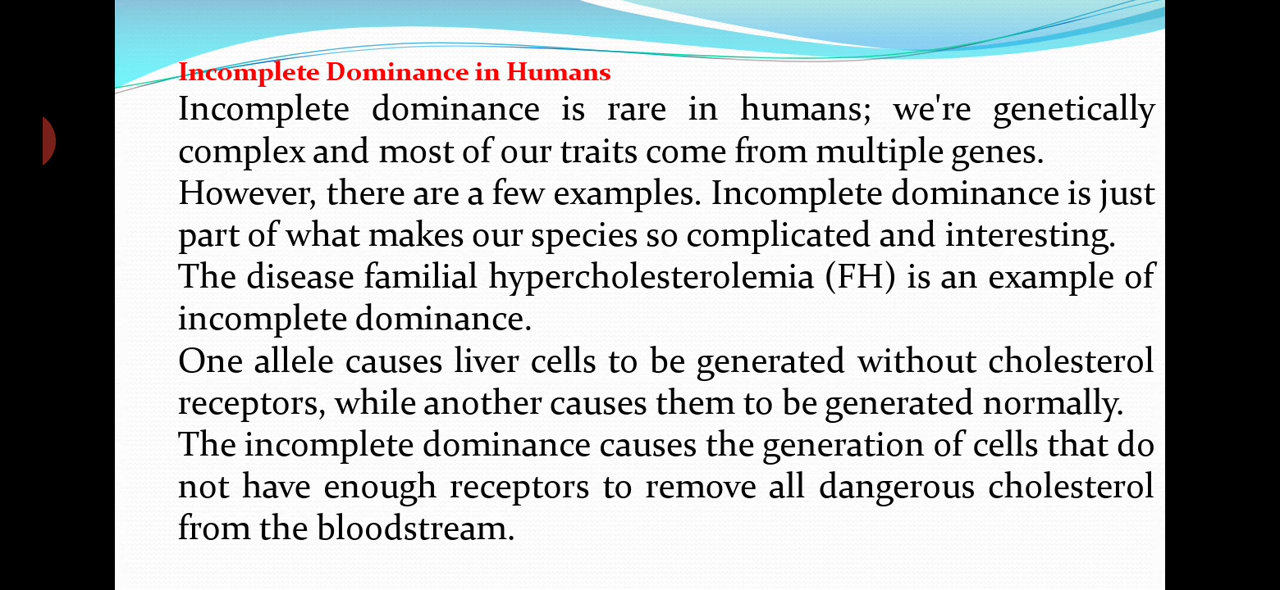 Incomplete Dominance in Humans
Incomplete dominance is rare in humans; we're genetically
complex and most of our traits come from multiple genes.
However, there are a few examples. Incomplete dominance is just
part of what makes our species so complicated and interesting.
The disease familial hypercholesterolemia (FH) is an example of
incomplete dominance.
One allele causes liver cells to be generated without cholesterol
receptors, while another causes them to be generated normally.
The incomplete dominance causes the generation of cells that do
not have enough receptors to remove all dangerous cholesterol
from the bloodstream.